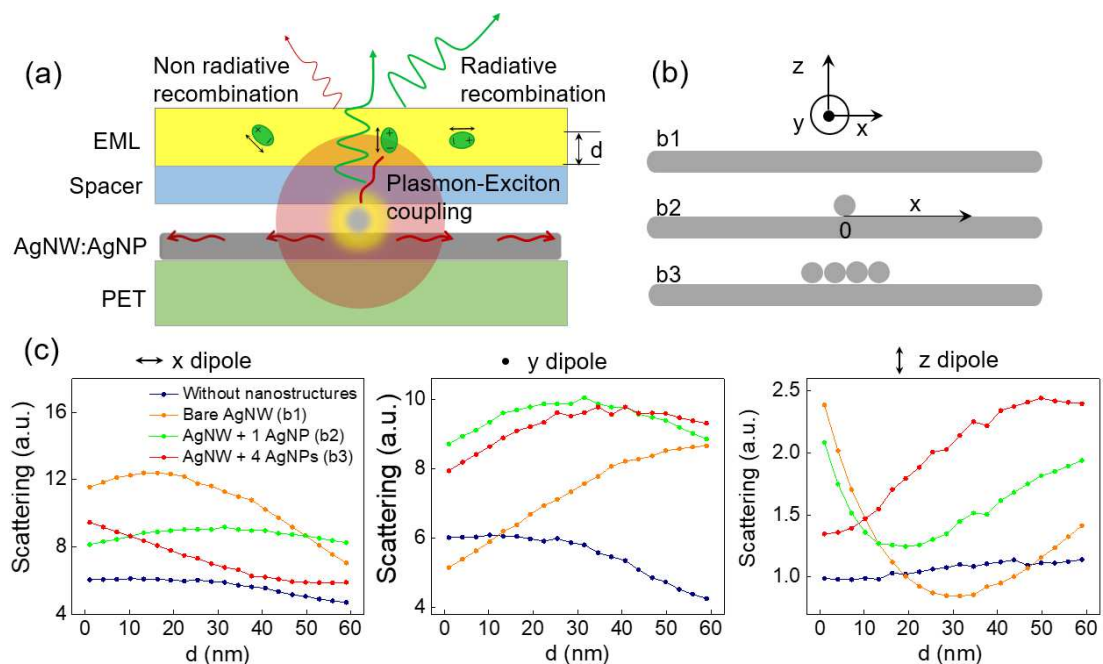 (a)
Non radiative
recombination
Radiative
recombination
EML
d
Spacer
Plasmon-Exciton
coupling
AgNW:AgNP
PET
(b)
z
y
x
b1
b2
x
0
b3
(c)
x dipole
Scattering (a.u.)
16
12
8
4
Without nanostructures
Bare AgNW (b1)
AgNW + 1 AgNP (b2)
AgNW + 4 AgNPs (b3)
0 10 20 30 40 50 60
d (nm)
y dipole
Scattering (a.u.)
10
8
6
4
0 10 20 30 40 50 60
d (nm)
z dipole
Scattering (a.u.)
2.5
2.0
1.5
1.0
0 10 20 30 40 50 60
d (nm)